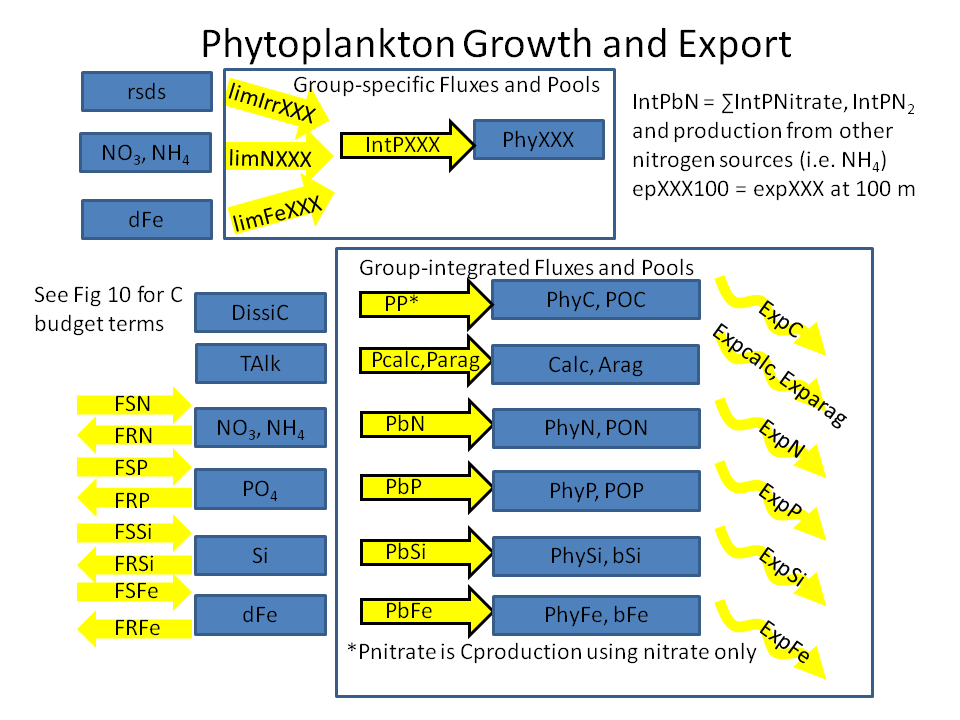 Phytoplankton Growth and Export
Group-specific Fluxes and Pools
rsds
limIrrXXX
NO₃, NH₄
limNXXX
IntPXXX
PhyXXX
dFe
limFeXXX
IntPbN = ∑IntPNitrate, IntPN₂
and production from other
nitrogen sources (i.e. NH₄)
epXXX100 = expXXX at 100 m
Group-integrated Fluxes and Pools
See Fig 10 for C
budget terms
DissiC
PP*
PhyC, POC
ExpC
TAlk
Pcalc,Parag
Calc, Arag
Expcalc, Exparag
FSN
FRN
NO₃, NH₄
PbN
PhyN, PON
ExpN
FSP
FRP
PO₄
PbP
PhyP, POP
ExpP
FSSi
FRSi
Si
PbSi
PhySi, bSi
ExpSi
FSFe
FRFe
dFe
PbFe
PhyFe, bFe
ExpFe
*Pnitrate is Cproduction using nitrate only